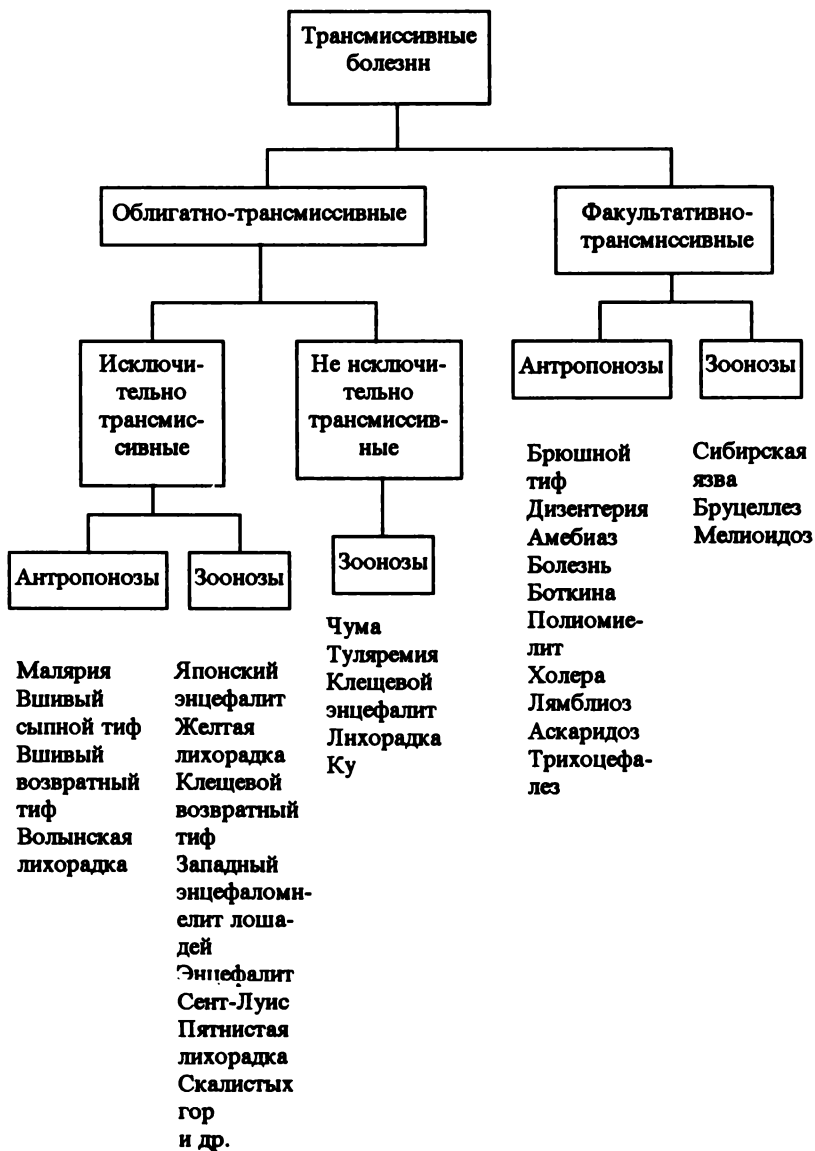 Трансмиссивные
болезни
Облигатно-трансмиссивные
Факультативно-
трансмиссивные
Исключи-
тельно
трансмис-
сивные
Не исключи-
тельно
трансмиссив-
ные
Антропонозы
Зоонозы
Антропонозы
Зоонозы
Зоонозы
Малярия
Вшивый
сыпной тиф
Вшивый
возвратный
тиф
Волынская
лихорадка
Японский
энцефалит
Желтая
лихорадка
Клещевой
возвратный
тиф
Западный
энцефаломи-
елит лоша-
дей
Энцефалит
Сент-Луис
Пятнистая
лихорадка
Скалистых
гор
и др.
Чума
Туляремия
Клещевой
энцефалит
Лихорадка
Ку
Брюшной
тиф
Дизентерия
Амебиаз
Болезнь
Боткина
Полиомие-
лит
Холера
Лямблиоз
Аскаридоз
Трихоцефа-
лез
Сибирская
язва
Бруцеллез
Мелиоидоз